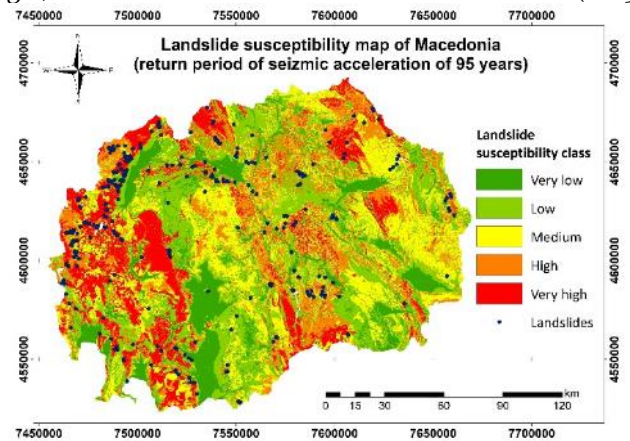 7450000 7500000 7550000 7600000 7650000 7700000
Landslide susceptibility map of Macedonia
(return period of seizmic acceleration of 95 years)
N
W E
S
4700000 4700000
4650000 4650000
4600000 4600000
4550000 4550000
Landslide
susceptibility class
Very low
Low
Medium
High
Very high
Landslides
km
0 15 30 60 90 120
7450000 7500000 7550000 7600000 7650000 7700000